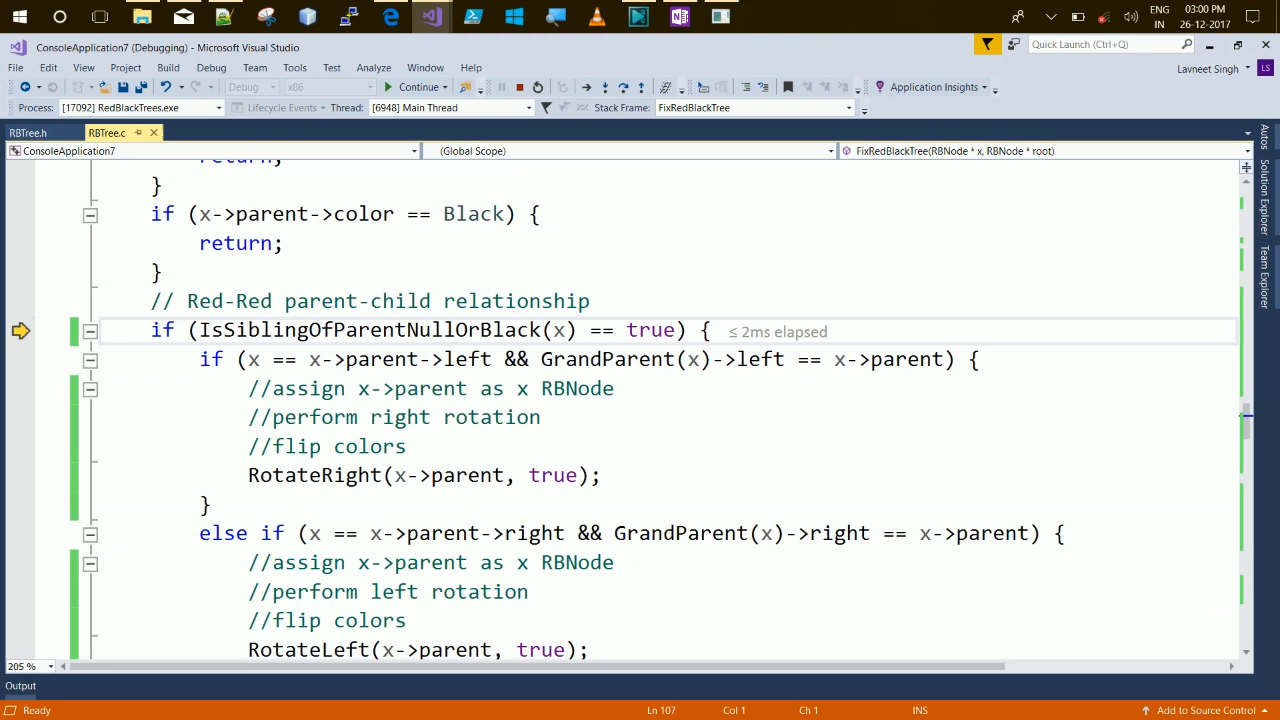 03:00 PM
ENG
IN
26-12-2017
ConsoleApplication7 (Debugging) - Microsoft Visual Studio
Quick Launch (Ctrl+Q)
File Edit View Project Build Debug Team Tools Test Analyze Window Help
Lavneet Singh LS
Debug x86 Continue Application Insights
Process: [17092] RedBlackTrees.exe Lifecycle Events Thread: [6948] Main Thread Stack Frame: FixRedBlackTree
RBTree.h RBTree.c
ConsoleApplication7 (Global Scope) FixRedBlackTree(RBNode * x, RBNode * root)
return;
}
if (x->parent->color == Black) {
return;
}
// Red-Red parent-child relationship
if (IsSiblingOfParentNullOrBlack(x) == true) { ≤ 2ms elapsed
if (x == x->parent->left && GrandParent(x)->left == x->parent) {
//assign x->parent as x RBNode
//perform right rotation
//flip colors
RotateRight(x->parent, true);
}
else if (x == x->parent->right && GrandParent(x)->right == x->parent) {
//assign x->parent as x RBNode
//perform left rotation
//flip colors
RotateLeft(x->parent, true);
Autos
Solution Explorer
Team Explorer
205 %
Output
Ready Ln 107 Col 1 Ch 1 INS Add to Source Control